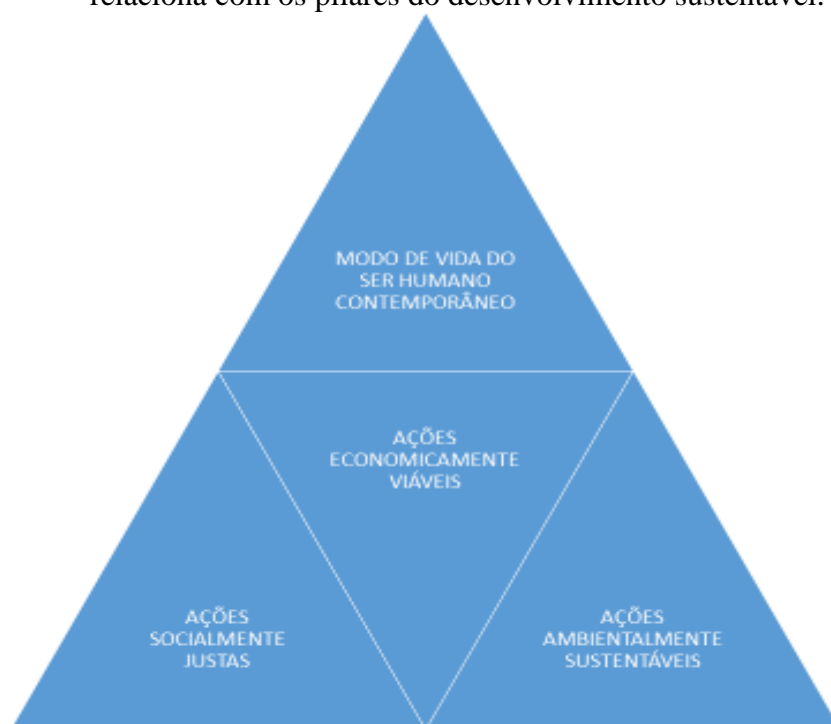 relaciona com os pilares do desenvolvimento sustentável.
MODO DE VIDA DO
SER HUMANO
CONTEMPORÂNEO
AÇÕES
ECONOMICAMENTE
VIÁVEIS
AÇÕES
SOCIALMENTE
JUSTAS
AÇÕES
AMBIENTALMENTE
SUSTENTÁVEIS